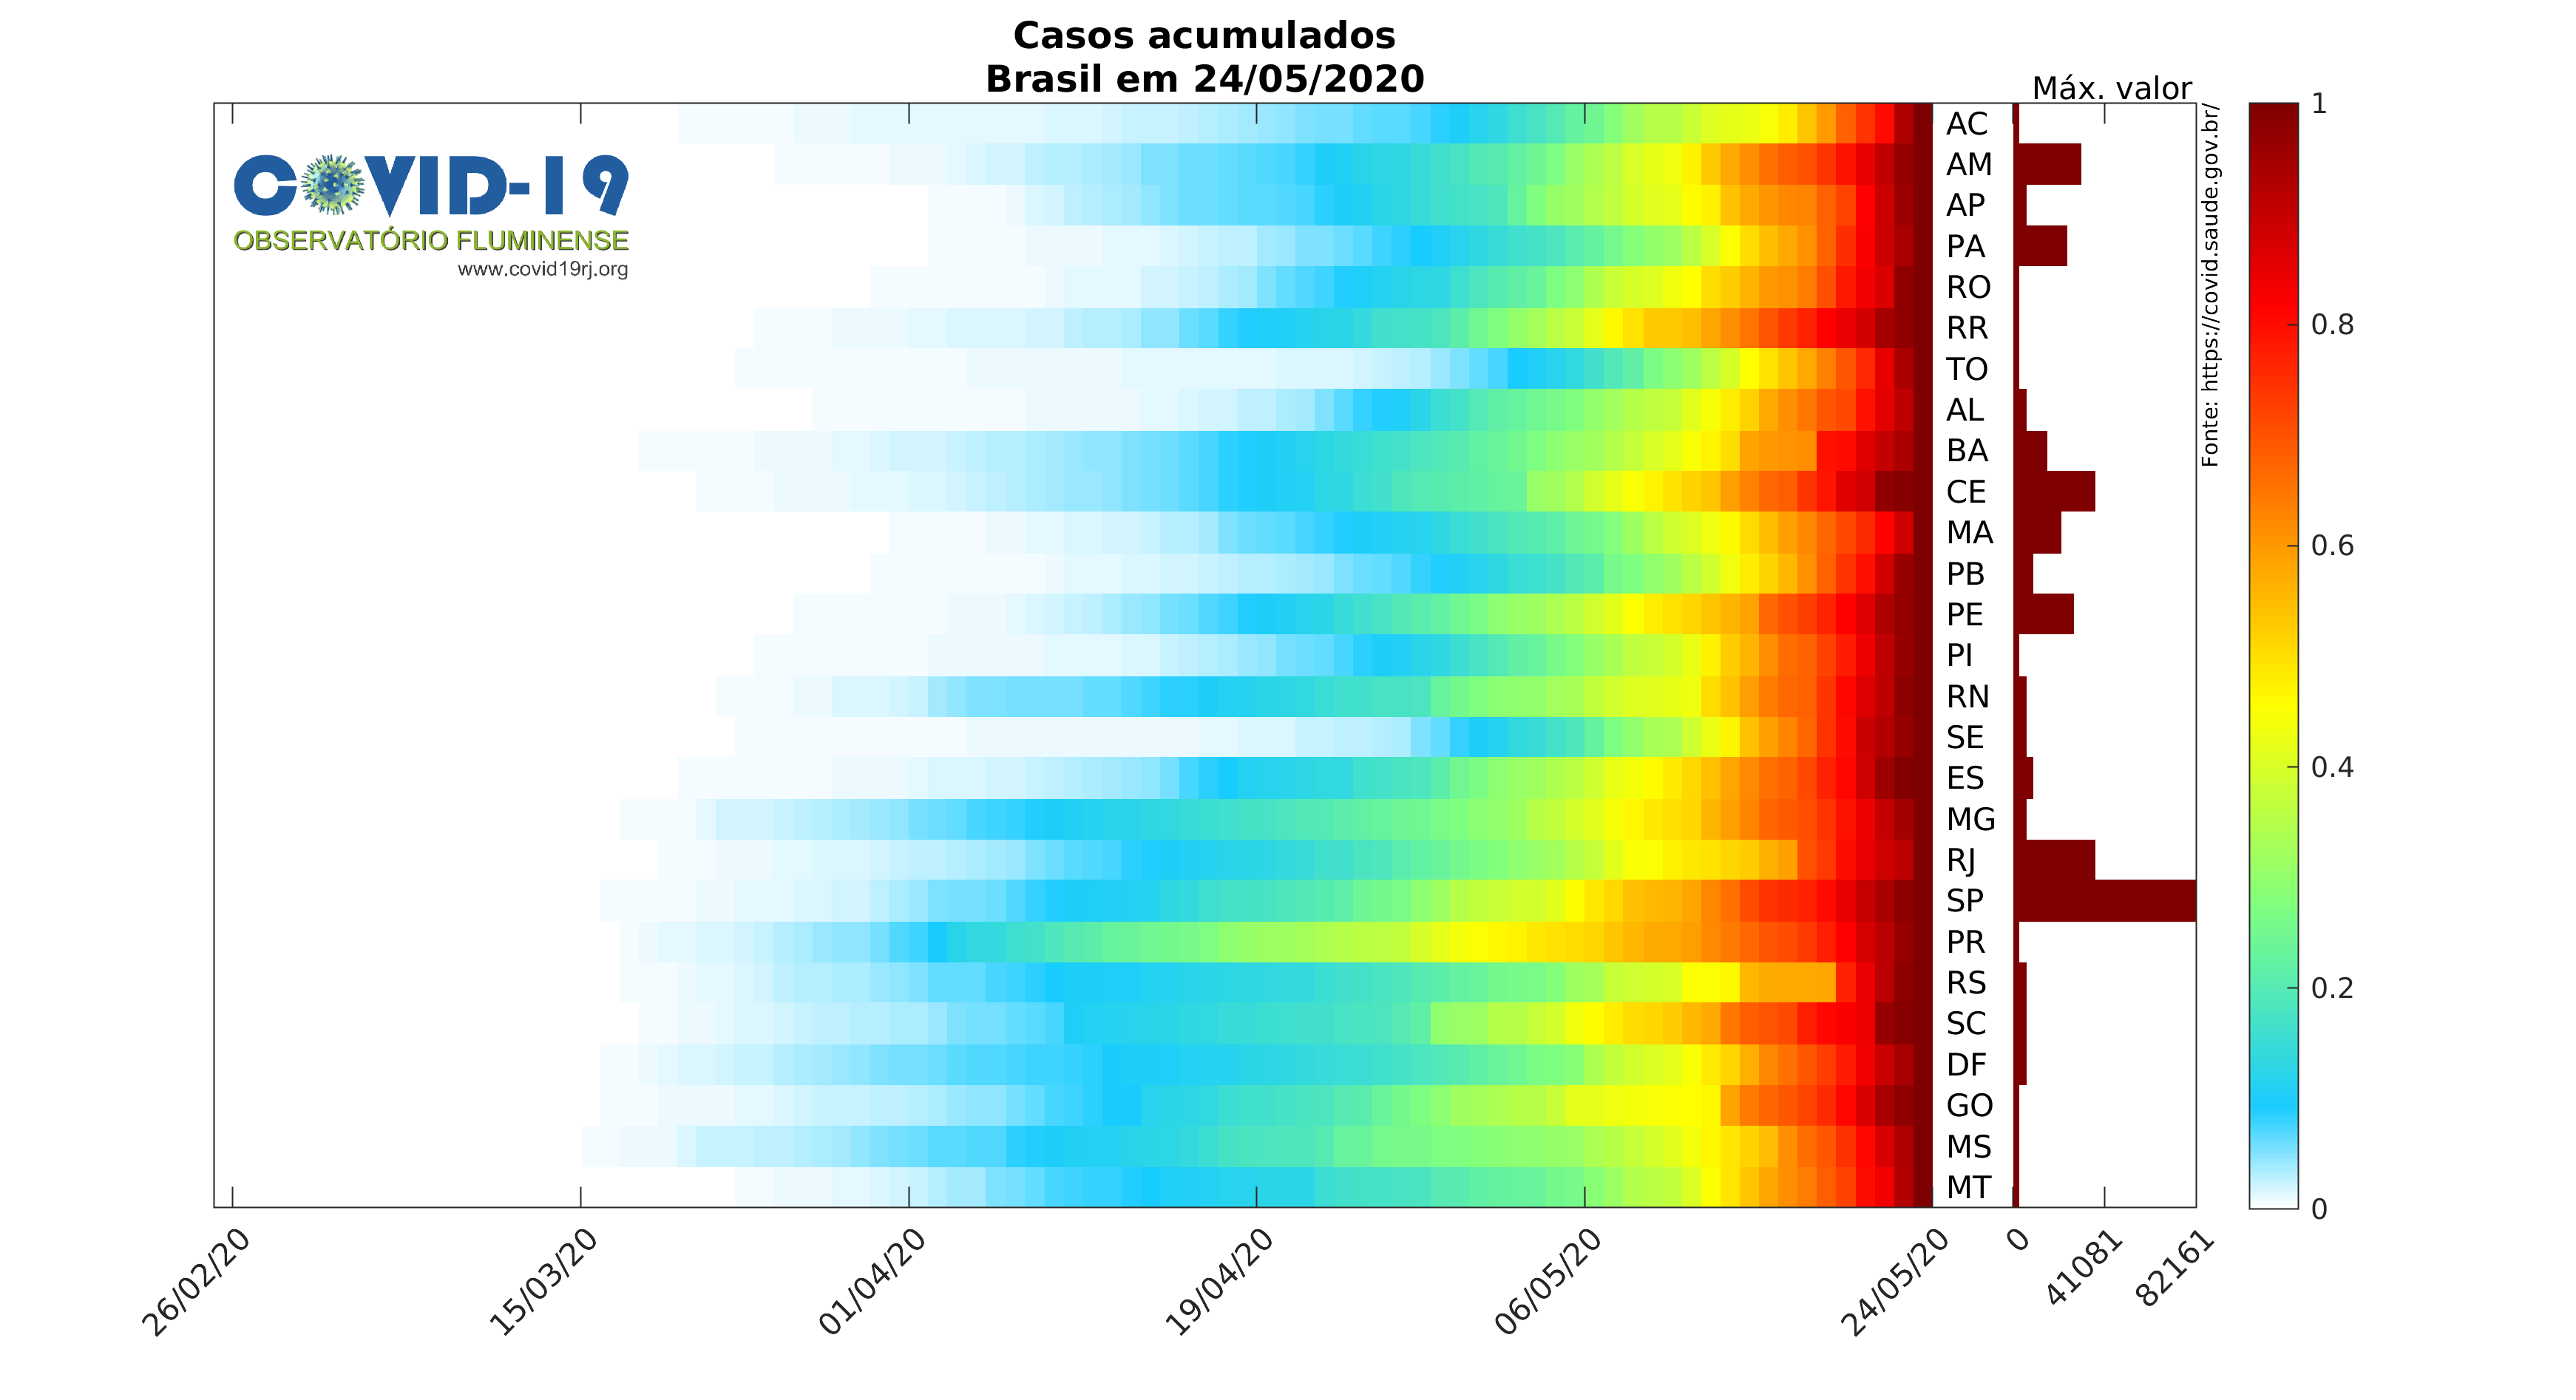 Casos acumulados
Brasil em 24/05/2020
Máx. valor
COVID-19
OBSERVATÓRIO FLUMINENSE
www.covid19rj.org
AC
AM
AP
PA
RO
RR
TO
AL
BA
CE
MA
PB
PE
PI
RN
SE
ES
MG
RJ
SP
PR
RS
SC
DF
GO
MS
MT
Fonte: https://covid.saude.gov.br/
1
0.8
0.6
0.4
0.2
0
26/02/20
15/03/20
01/04/20
19/04/20
06/05/20
24/05/20
0
41081
82161